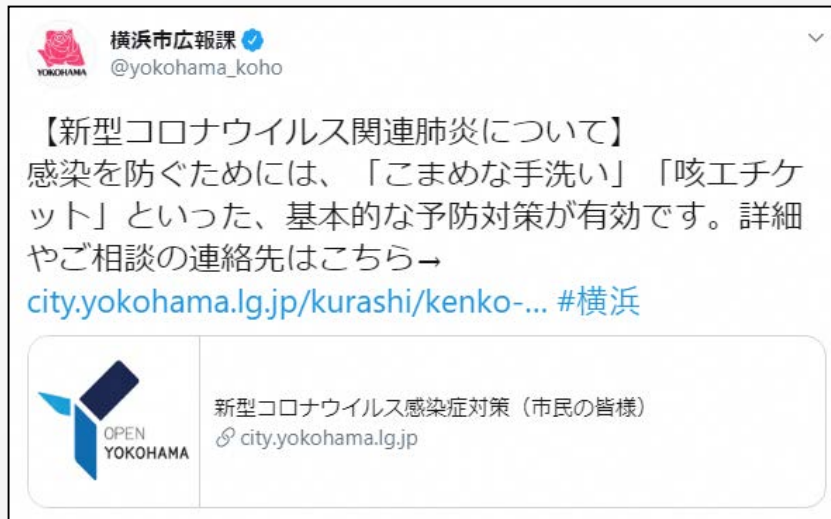 横浜市広報課
@yokohama_koho
YOKOHAMA
【新型コロナウイルス関連肺炎について】
感染を防ぐためには、「こまめな手洗い」「咳エチケ
ット」といった、基本的な予防対策が有効です。詳細
やご相談の連絡先はこちら→
city.yokohama.lg.jp/kurashi/kenko-... #横浜
OPEN
YOKOHAMA
新型コロナウイルス感染症対策（市民の皆様）
city.yokohama.lg.jp